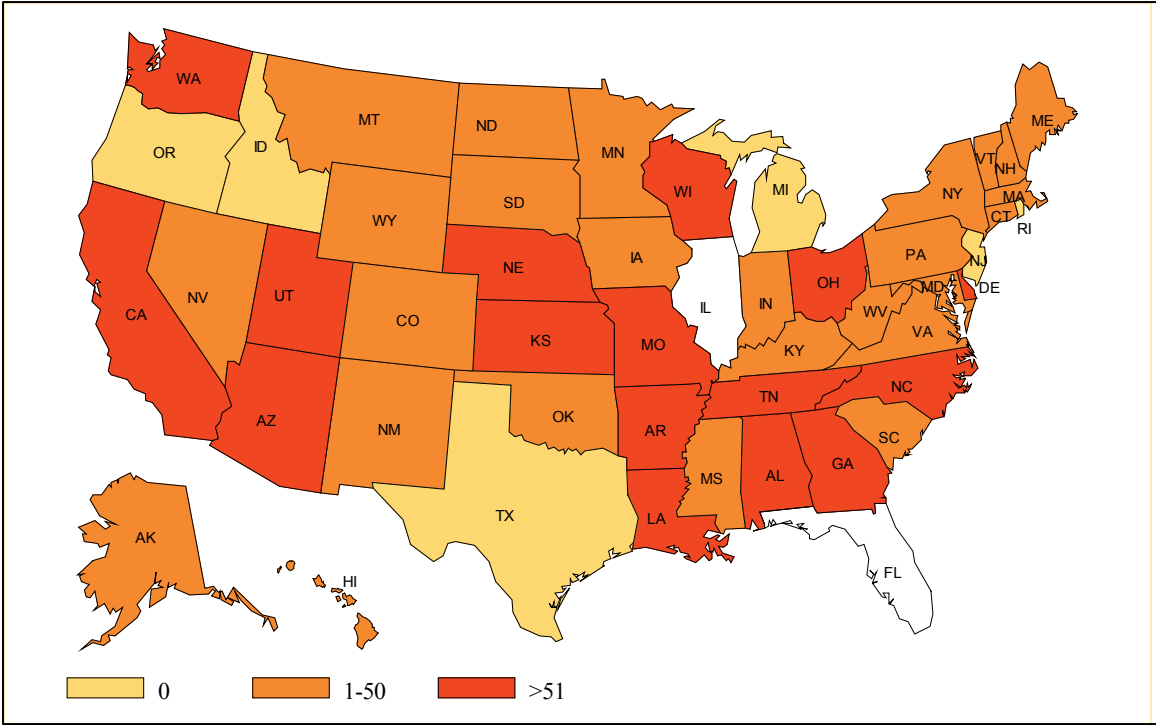 WA
MT
ND
MN
ME
OR
ID
VT
NH
WI
MI
NY
MA
SD
WY
CT
RI
NE
IA
PA
NJ
NV
UT
OH
MD
DE
CA
CO
IL
IN
WV
VA
KS
MO
KY
NC
AZ
NM
OK
TN
AR
SC
MS
AL
GA
TX
LA
AK
HI
FL
0
1-50
>51